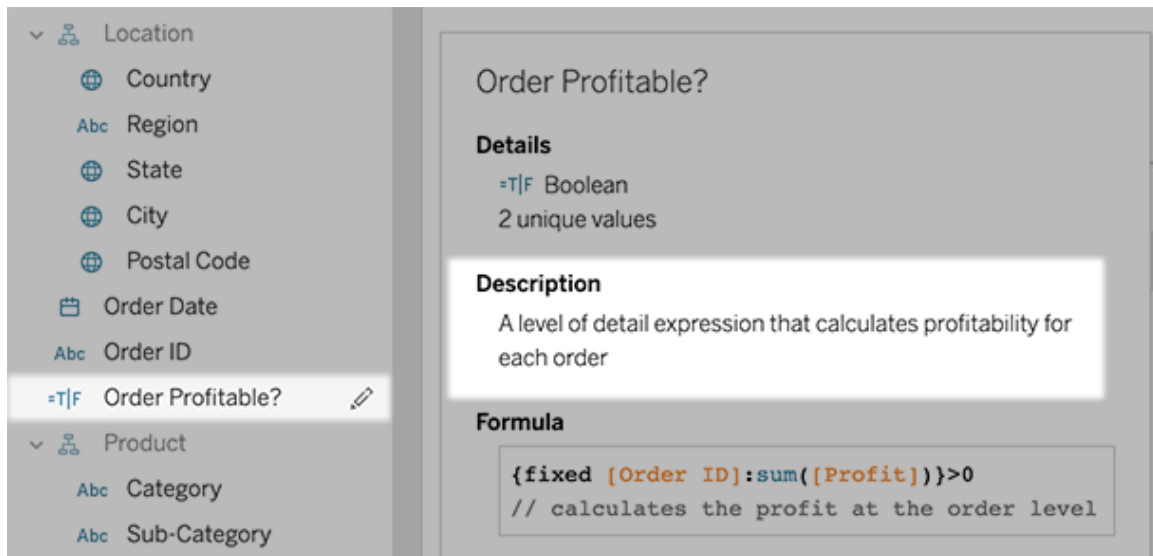 Location
Country
Abc Region
State
City
Postal Code
Order Date
Abc Order ID
=T|F Order Profitable?
Product
Abc Category
Abc Sub-Category
Order Profitable?
Details
=T|F Boolean
2 unique values
Description
A level of detail expression that calculates profitability for
each order
Formula
{fixed [Order ID]:sum([Profit])}>0
// calculates the profit at the order level